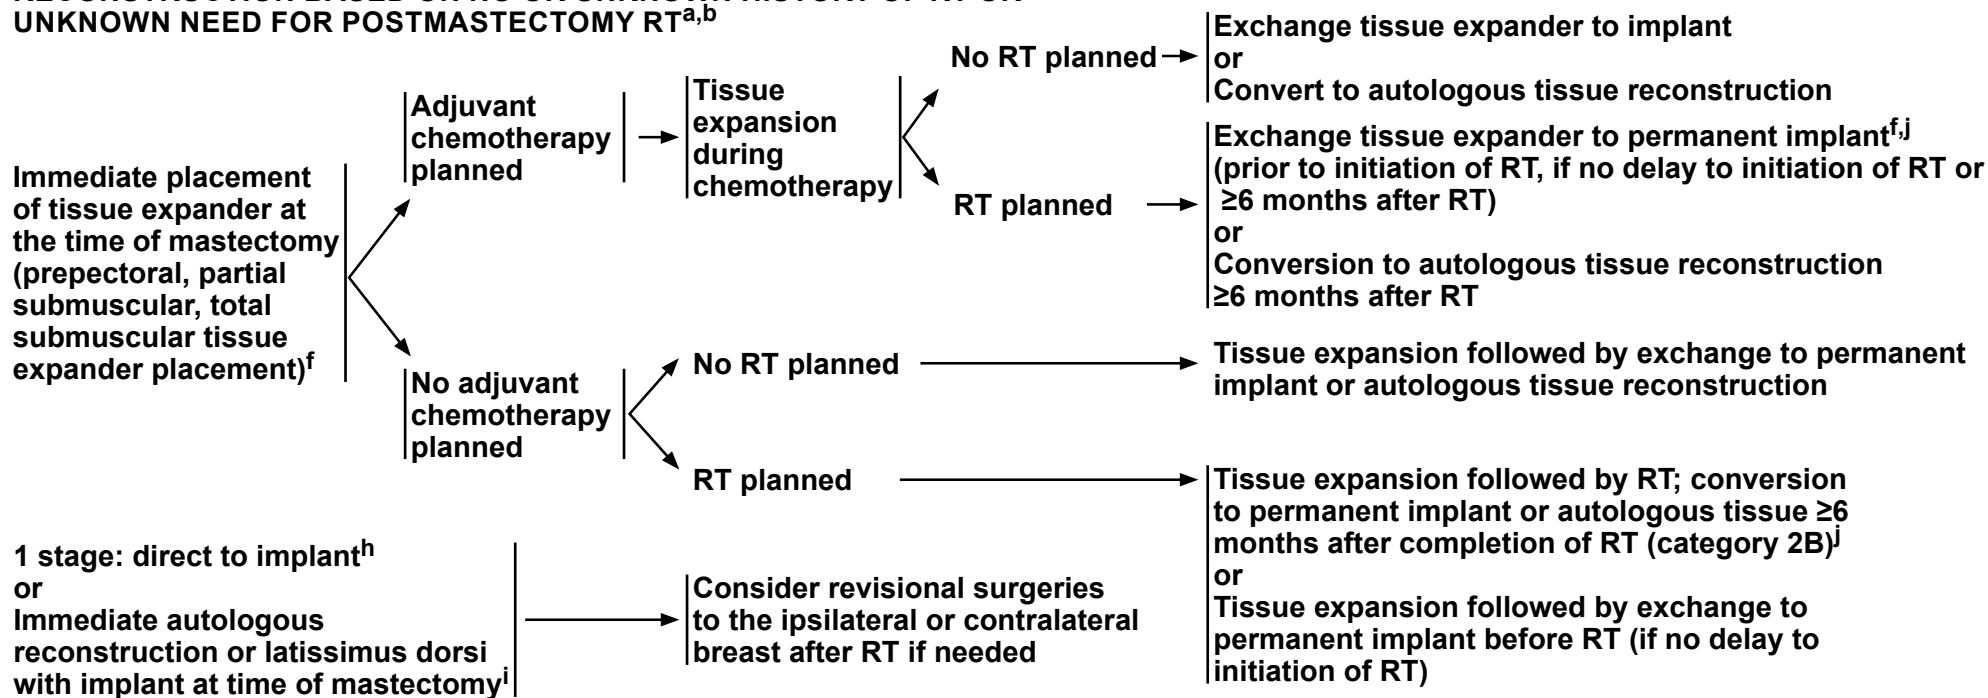 UNKNOWN NEED FOR POSTMASTECTOMY RTa,b
Immediate placement
of tissue expander at
the time of mastectomy
(prepectoral, partial
submuscular, total
submuscular tissue
expander placement)f
Adjuvant
chemotherapy
planned
Tissue
expansion
during
chemotherapy
No RT planned
Exchange tissue expander to implant
or
Convert to autologous tissue reconstruction
RT planned
Exchange tissue expander to permanent implantf,j
(prior to initiation of RT, if no delay to initiation of RT or
≥6 months after RT)
or
Conversion to autologous tissue reconstruction
≥6 months after RT
No adjuvant
chemotherapy
planned
No RT planned
Tissue expansion followed by exchange to permanent
implant or autologous tissue reconstruction
RT planned
Tissue expansion followed by RT; conversion
to permanent implant or autologous tissue ≥6
months after completion of RT (category 2B)j
or
Tissue expansion followed by exchange to
permanent implant before RT (if no delay to
initiation of RT)
1 stage: direct to implanth
or
Immediate autologous
reconstruction or latissimus dorsi
with implant at time of mastectomyi
Consider revisional surgeries
to the ipsilateral or contralateral
breast after RT if needed